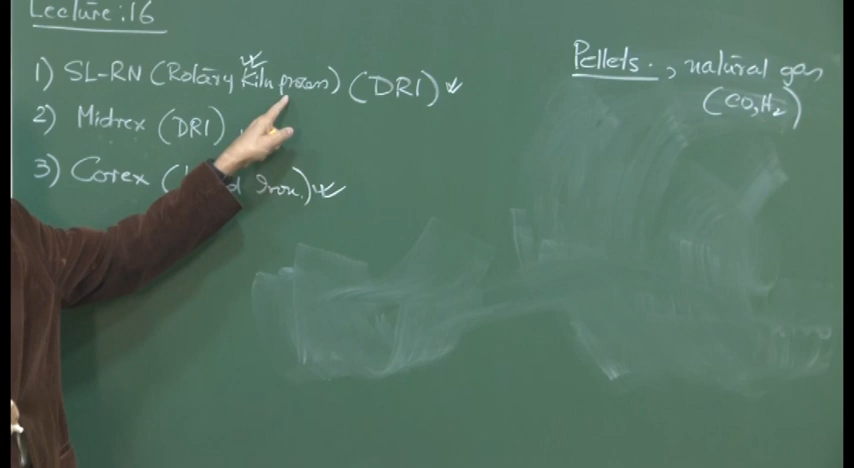 Lecture: 16
1) SL-RN (Rotary Kiln process) (DRI)
2) Midrex (DRI)
3) Corex ( Iron.)
Pellets. , natural gas
(CO, H2)